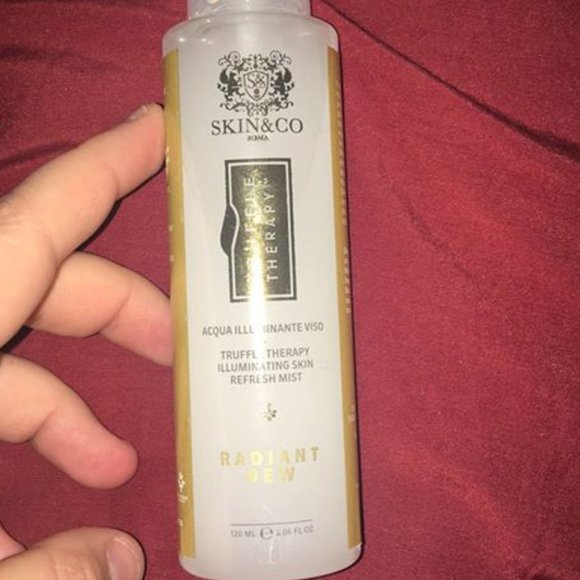 S&K
SKIN&CO
ROMA
TRUFFLE
THERAPY
ACQUA ILLUMINANTE VISO
TRUFFLE THERAPY
ILLUMINATING SKIN
REFRESH MIST
RADIANT
DEW
120 ML e 4.06 FL OZ